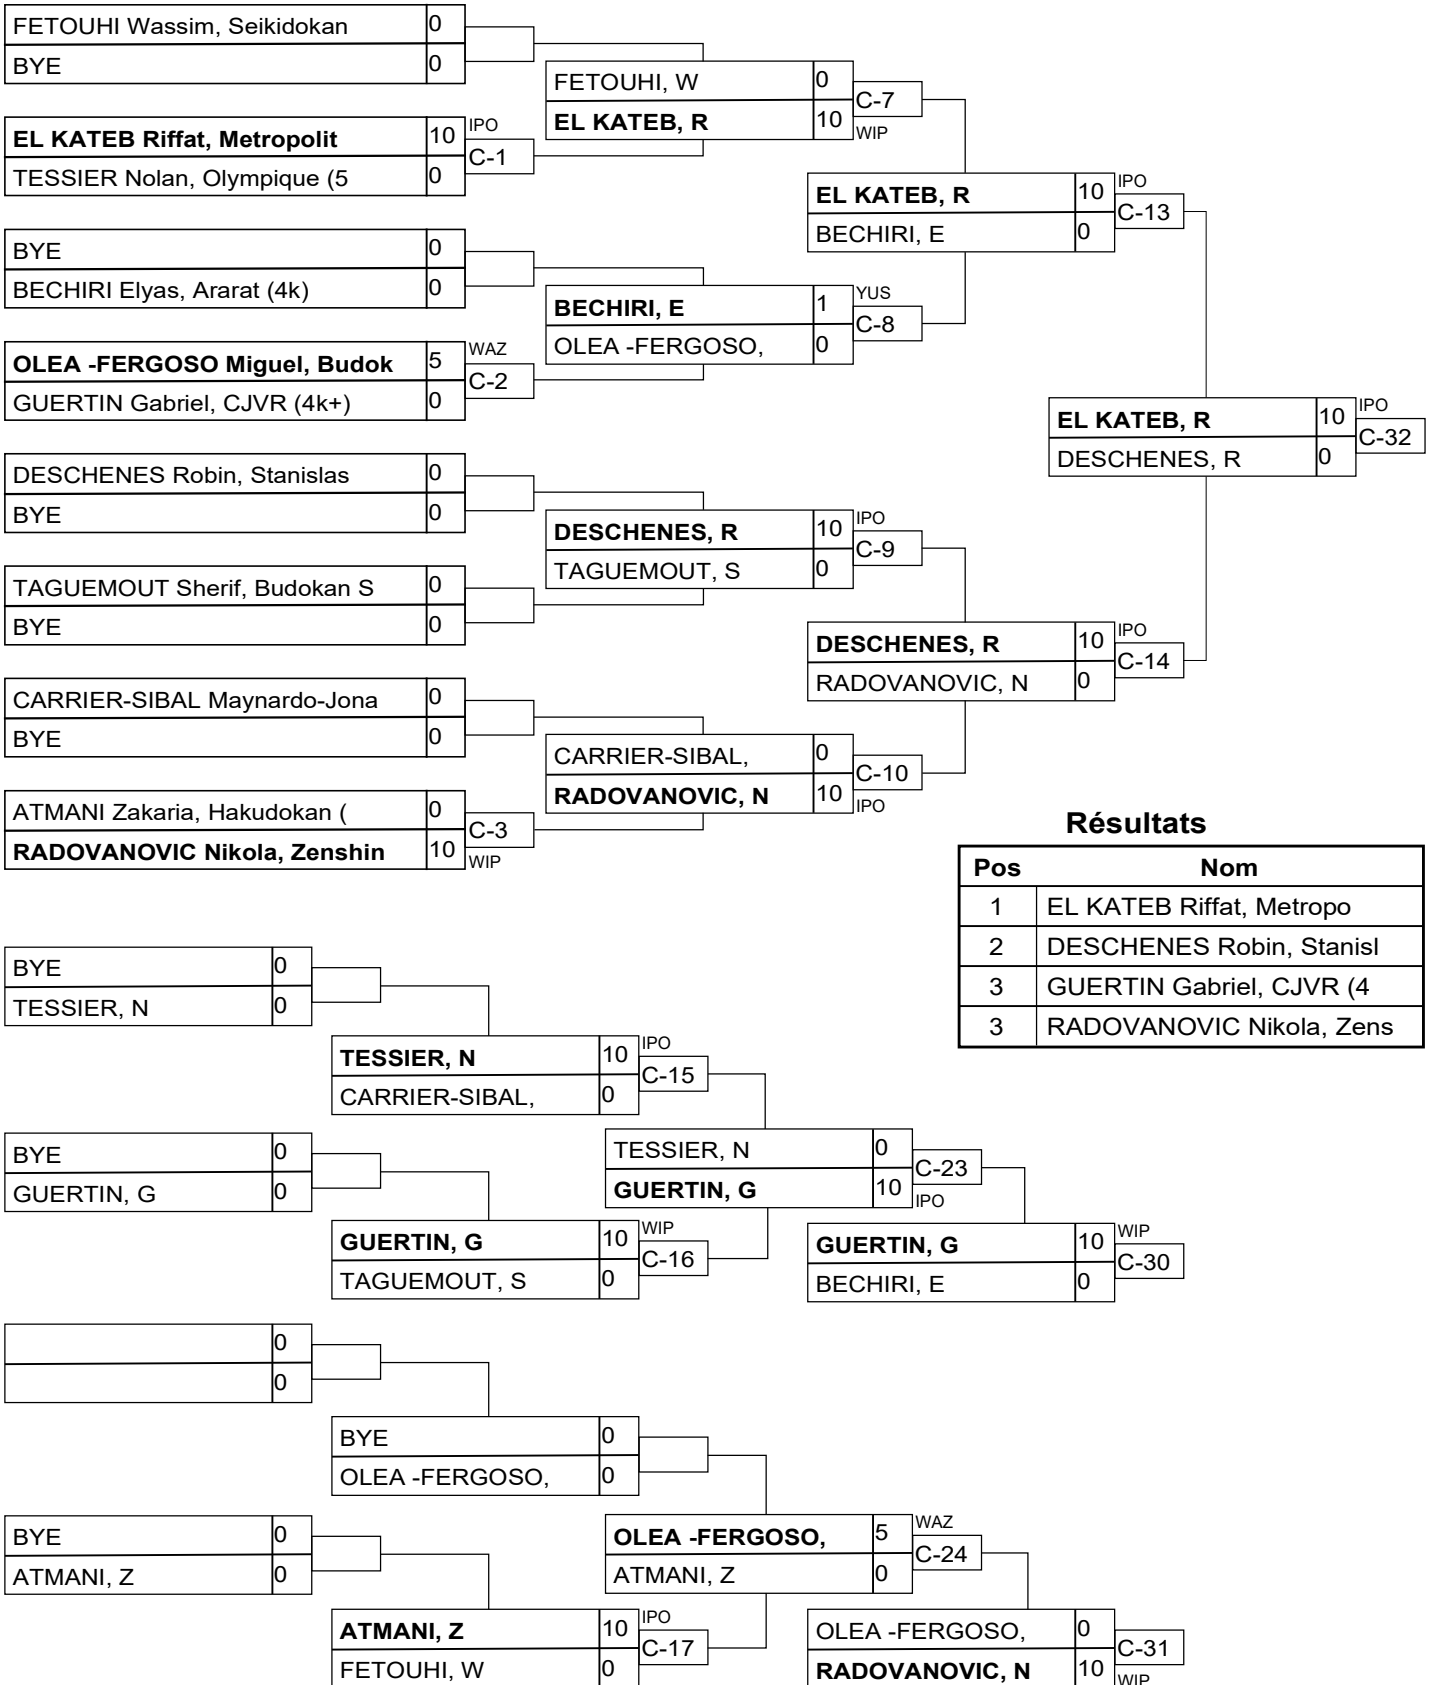 FETOUHI Wassim, Seikidokan 0
BYE 0
EL KATEB Riffat, Metropolit 10 IPO
C-1
TESSIER Nolan, Olympique (5 0
BYE 0
BECHIRI Elyas, Ararat (4k) 0
OLEA -FERGOSO Miguel, Budok 5 WAZ
C-2
GUERTIN Gabriel, CJVR (4k+) 0
DESCHENES Robin, Stanislas 0
BYE 0
TAGUEMOUT Sherif, Budokan S 0
BYE 0
CARRIER-SIBAL Maynardo-Jona 0
BYE 0
ATMANI Zakaria, Hakudokan ( 0
C-3
RADOVANOVIC Nikola, Zenshin 10 WIP
FETOUHI, W 0
C-7
EL KATEB, R 10 WIP
BECHIRI, E 1 YUS
C-8
OLEA -FERGOSO, 0
DESCHENES, R 10 IPO
C-9
TAGUEMOUT, S 0
CARRIER-SIBAL, 0
C-10
RADOVANOVIC, N 10 IPO
EL KATEB, R 10 IPO
C-13
BECHIRI, E 0
DESCHENES, R 10 IPO
C-14
RADOVANOVIC, N 0
EL KATEB, R 10 IPO
C-32
DESCHENES, R 0
Résultats
Pos Nom
1 EL KATEB Riffat, Metropo
2 DESCHENES Robin, Stanisl
3 GUERTIN Gabriel, CJVR (4
3 RADOVANOVIC Nikola, Zens
BYE 0
TESSIER, N 0
TESSIER, N 10 IPO
C-15
CARRIER-SIBAL, 0
BYE 0
GUERTIN, G 0
GUERTIN, G 10 WIP
C-16
TAGUEMOUT, S 0
TESSIER, N 0
C-23
GUERTIN, G 10 IPO
GUERTIN, G 10 WIP
C-30
BECHIRI, E 0
0
0
BYE 0
OLEA -FERGOSO, 0
BYE 0
ATMANI, Z 0
ATMANI, Z 10 IPO
C-17
FETOUHI, W 0
OLEA -FERGOSO, 5 WAZ
C-24
ATMANI, Z 0
OLEA -FERGOSO, 0
C-31
RADOVANOVIC, N 10 WIP